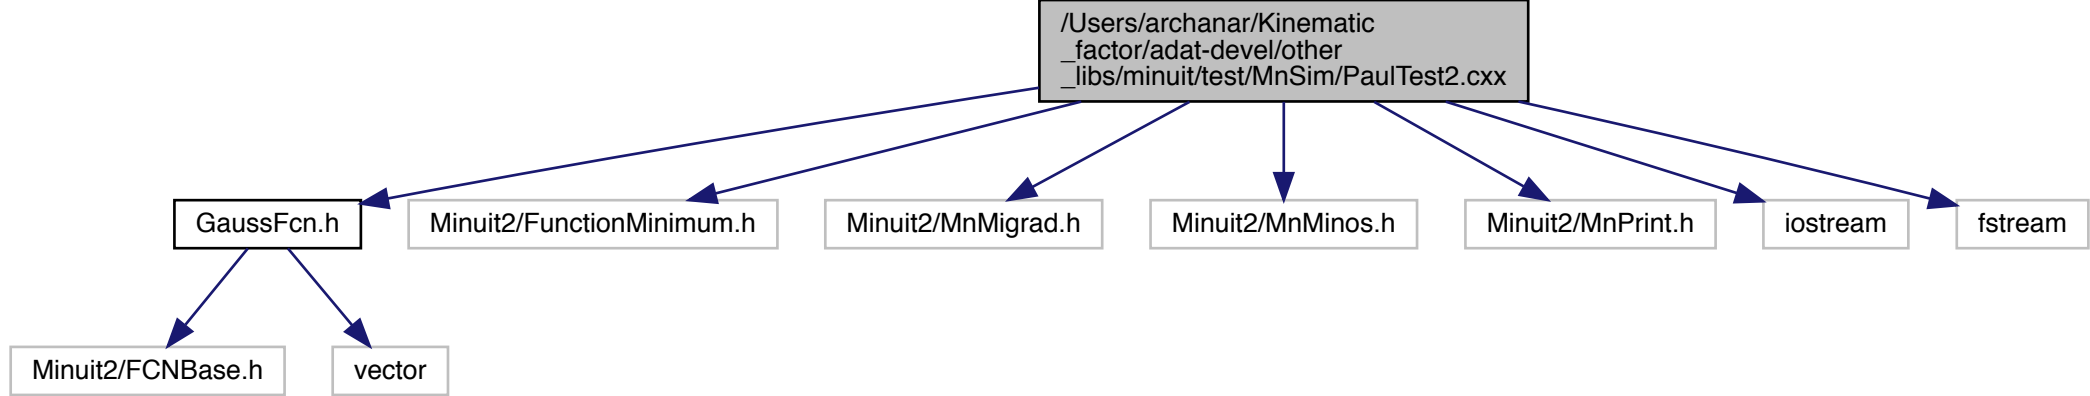 /Users/archanar/Kinematic
_factor/adat-devel/other
_libs/minuit/test/MnSim/PaulTest2.cxx
GaussFcn.h
Minuit2/FunctionMinimum.h
Minuit2/MnMigrad.h
Minuit2/MnMinos.h
Minuit2/MnPrint.h
iostream
fstream
Minuit2/FCNBase.h
vector